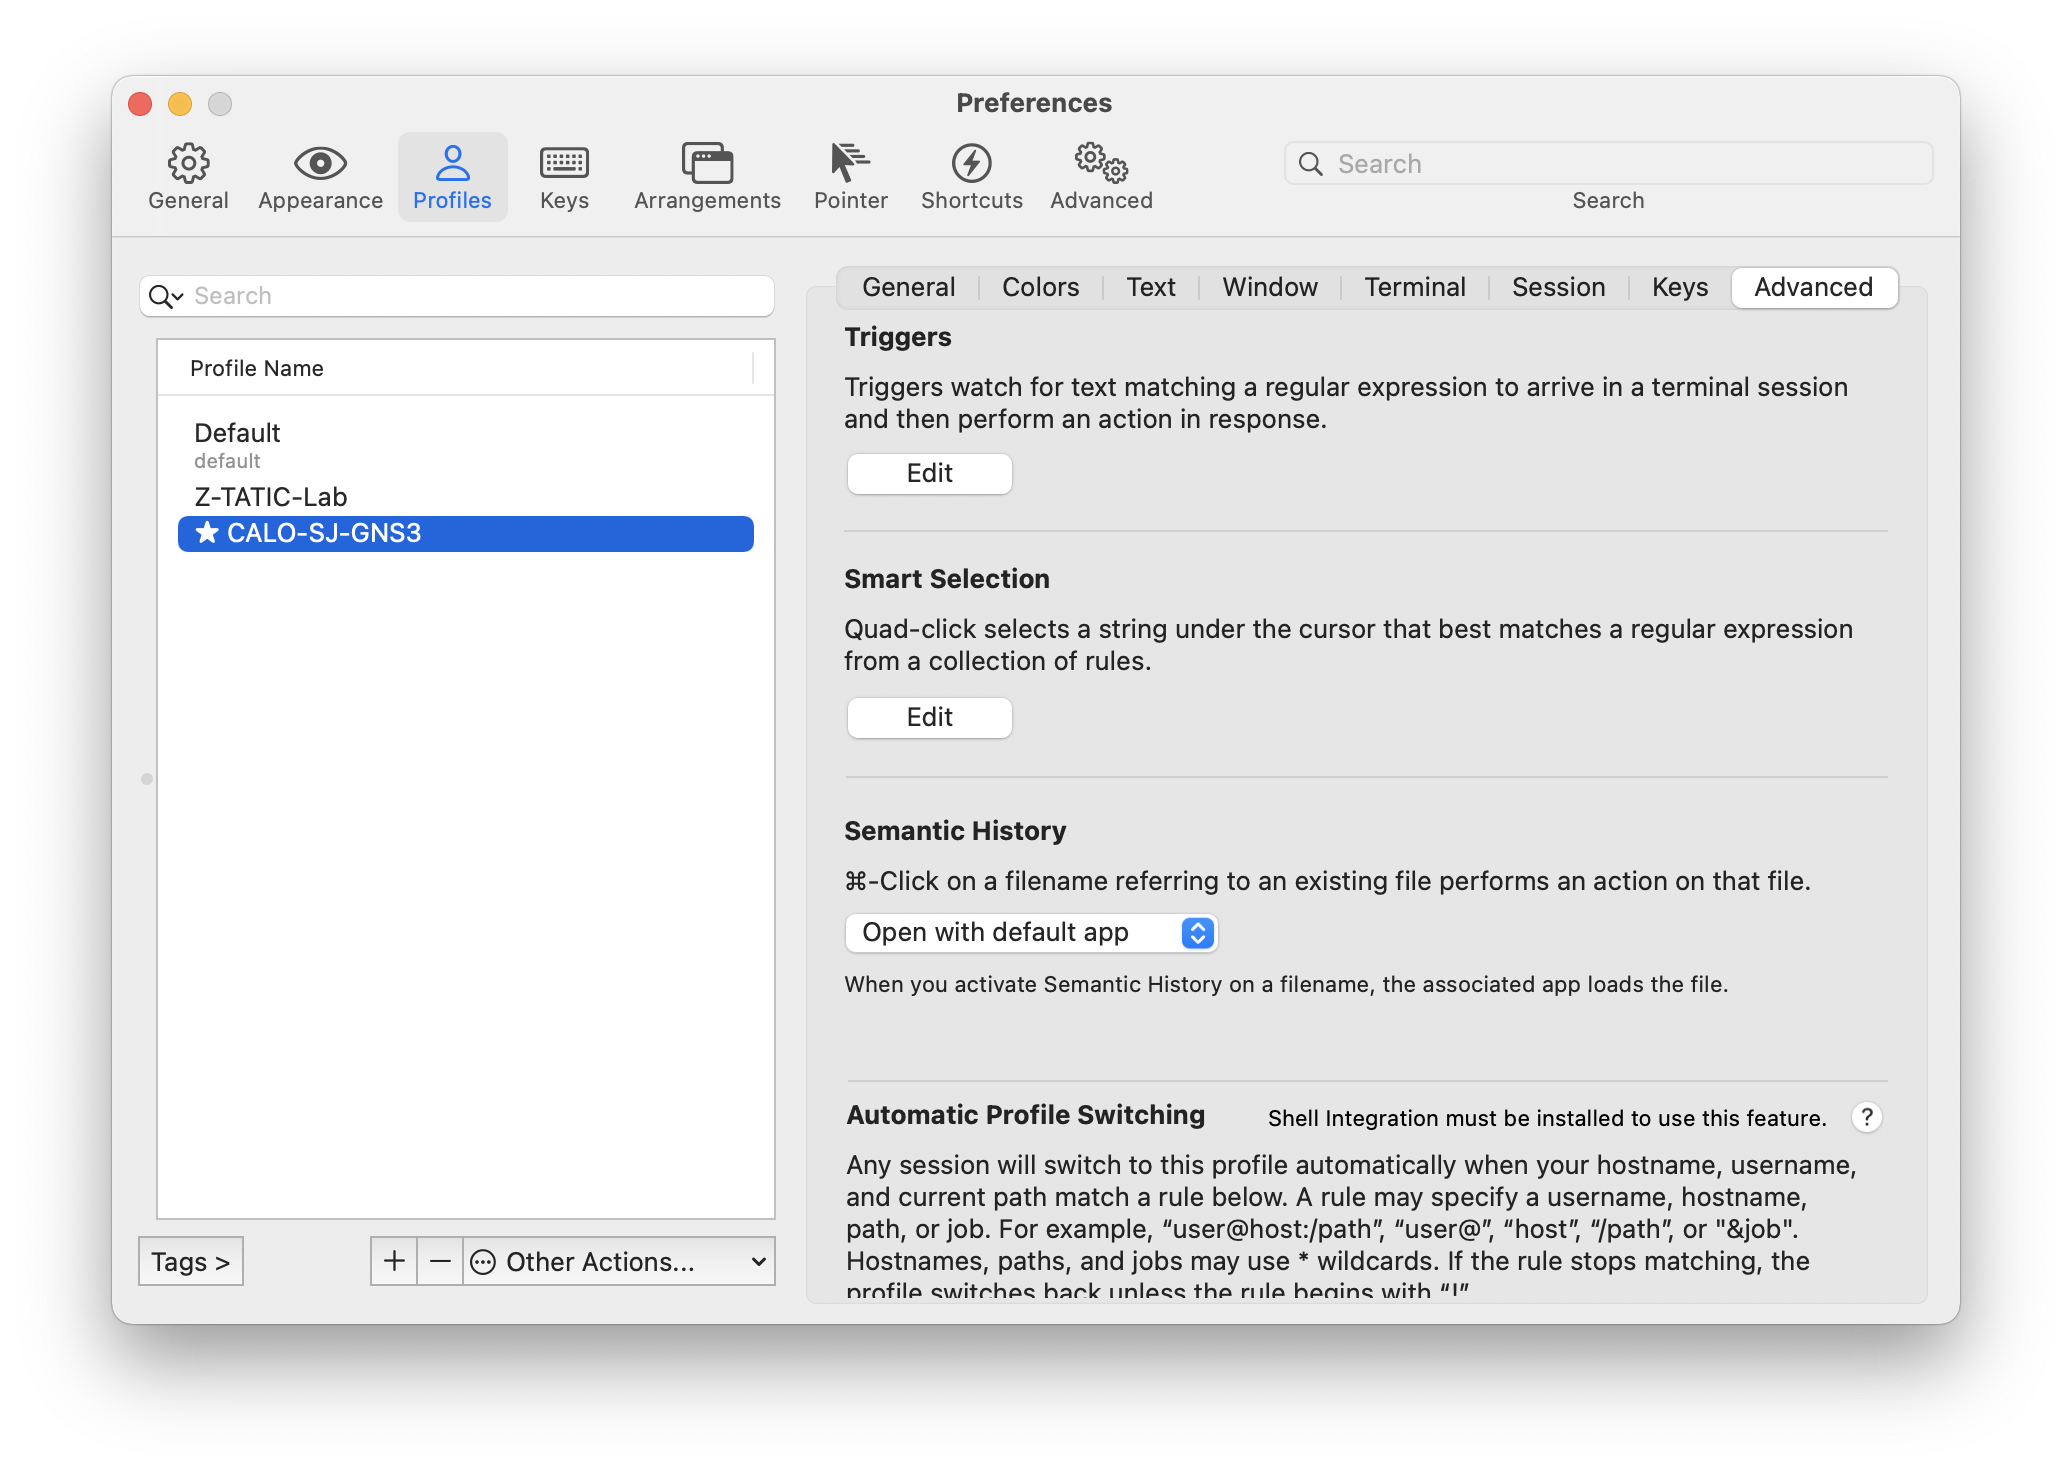 Preferences
General
Appearance
Profiles
Keys
Arrangements
Pointer
Shortcuts
Advanced
Search
Search
Search
Profile Name
Default
default
Z-TATIC-Lab
★ CALO-SJ-GNS3
Tags >
+
−
Other Actions...
General
Colors
Text
Window
Terminal
Session
Keys
Advanced
Triggers
Triggers watch for text matching a regular expression to arrive in a terminal session
and then perform an action in response.
Edit
Smart Selection
Quad-click selects a string under the cursor that best matches a regular expression
from a collection of rules.
Edit
Semantic History
⌘-Click on a filename referring to an existing file performs an action on that file.
Open with default app
When you activate Semantic History on a filename, the associated app loads the file.
Automatic Profile Switching
Shell Integration must be installed to use this feature.
?
Any session will switch to this profile automatically when your hostname, username,
and current path match a rule below. A rule may specify a username, hostname,
path, or job. For example, “user@host:/path”, “user@”, “host”, “/path”, or "&job".
Hostnames, paths, and jobs may use * wildcards. If the rule stops matching, the
profile switches back unless the rule begins with “!”